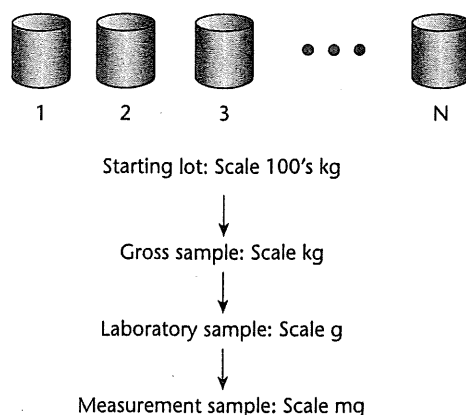 1 2 3 N
Starting lot: Scale 100's kg
Gross sample: Scale kg
Laboratory sample: Scale g
Measurement sample: Scale mg